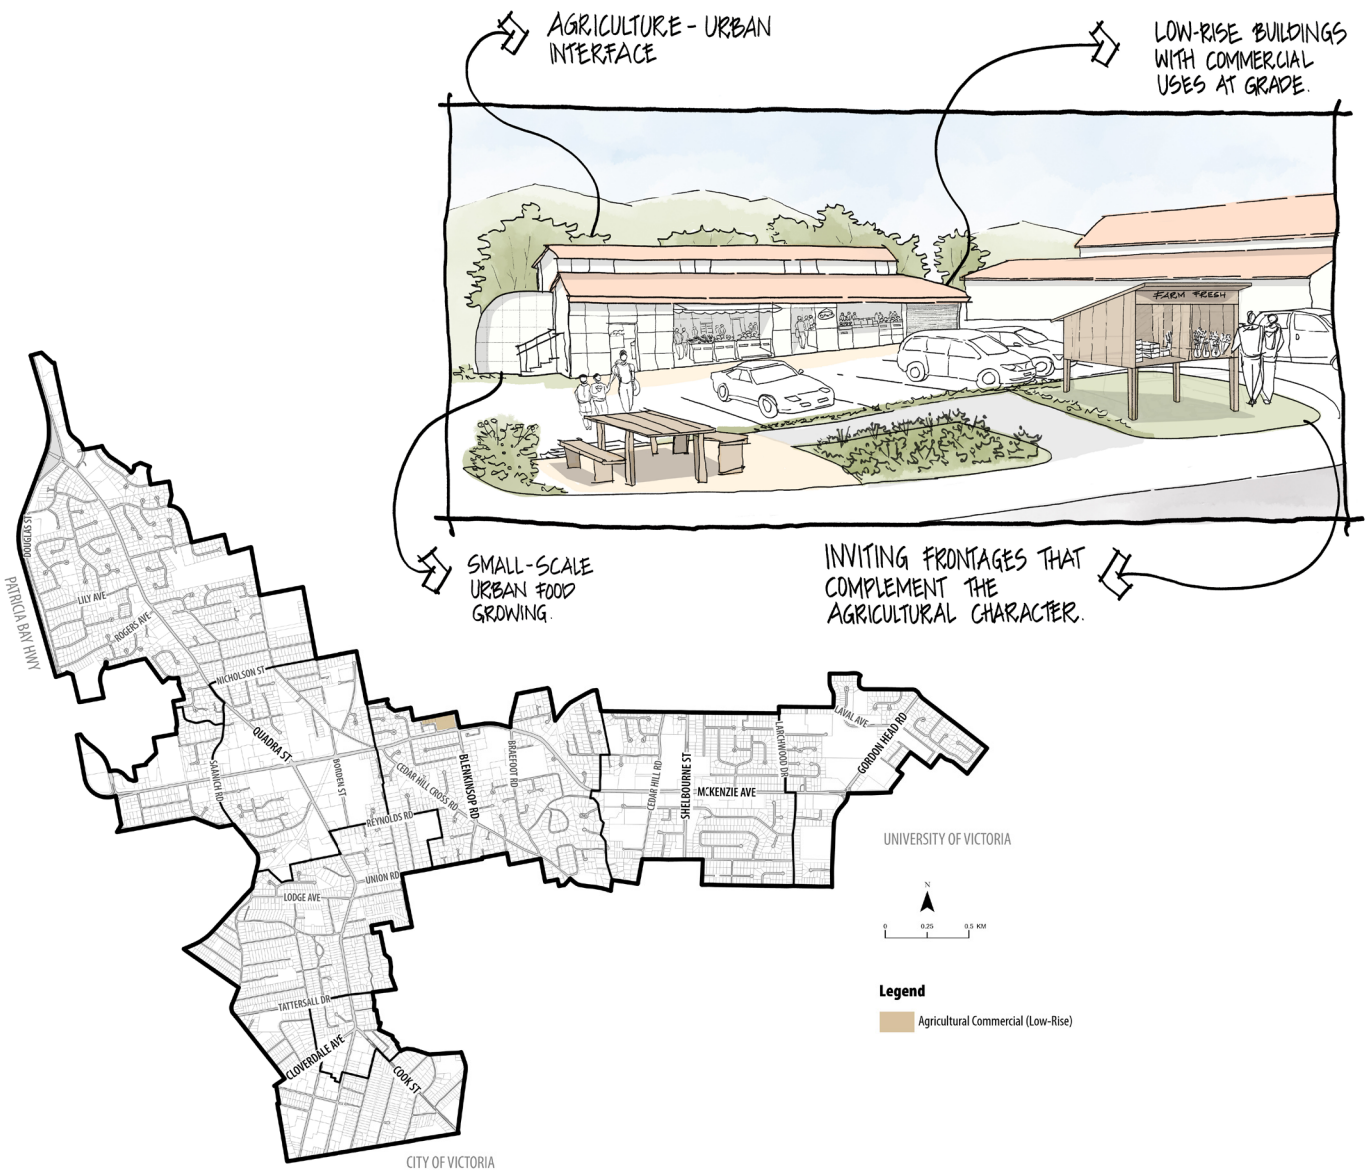 AGRICULTURE - URBAN
INTERFACE
LOW-RISE BUILDINGS
WITH COMMERCIAL
USES AT GRADE.
FARM FRESH
SMALL-SCALE
URBAN FOOD
GROWING.
INVITING FRONTAGES THAT
COMPLEMENT THE
AGRICULTURAL CHARACTER.
DOUGLAS ST
PATRICIA BAY HWY
LILY AVE
ROGERS AVE
NICHOLSON ST
QUADRA ST
SAANICH RD
BORDEN ST
CEDAR HILL CROSS RD
BLENKINSOP RD
BRAEFOOT RD
REYNOLDS RD
UNION RD
LODGE AVE
CEDAR HILL RD
SHELBOURNE ST
MCKENZIE AVE
LARCHWOOD DR
LAVAL AVE
GORDON HEAD RD
UNIVERSITY OF VICTORIA
TATTERSALL DR
CLOVERDALE AVE
COOK ST
CITY OF VICTORIA
N
0 0.25 0.5 KM
Legend
Agricultural Commercial (Low-Rise)